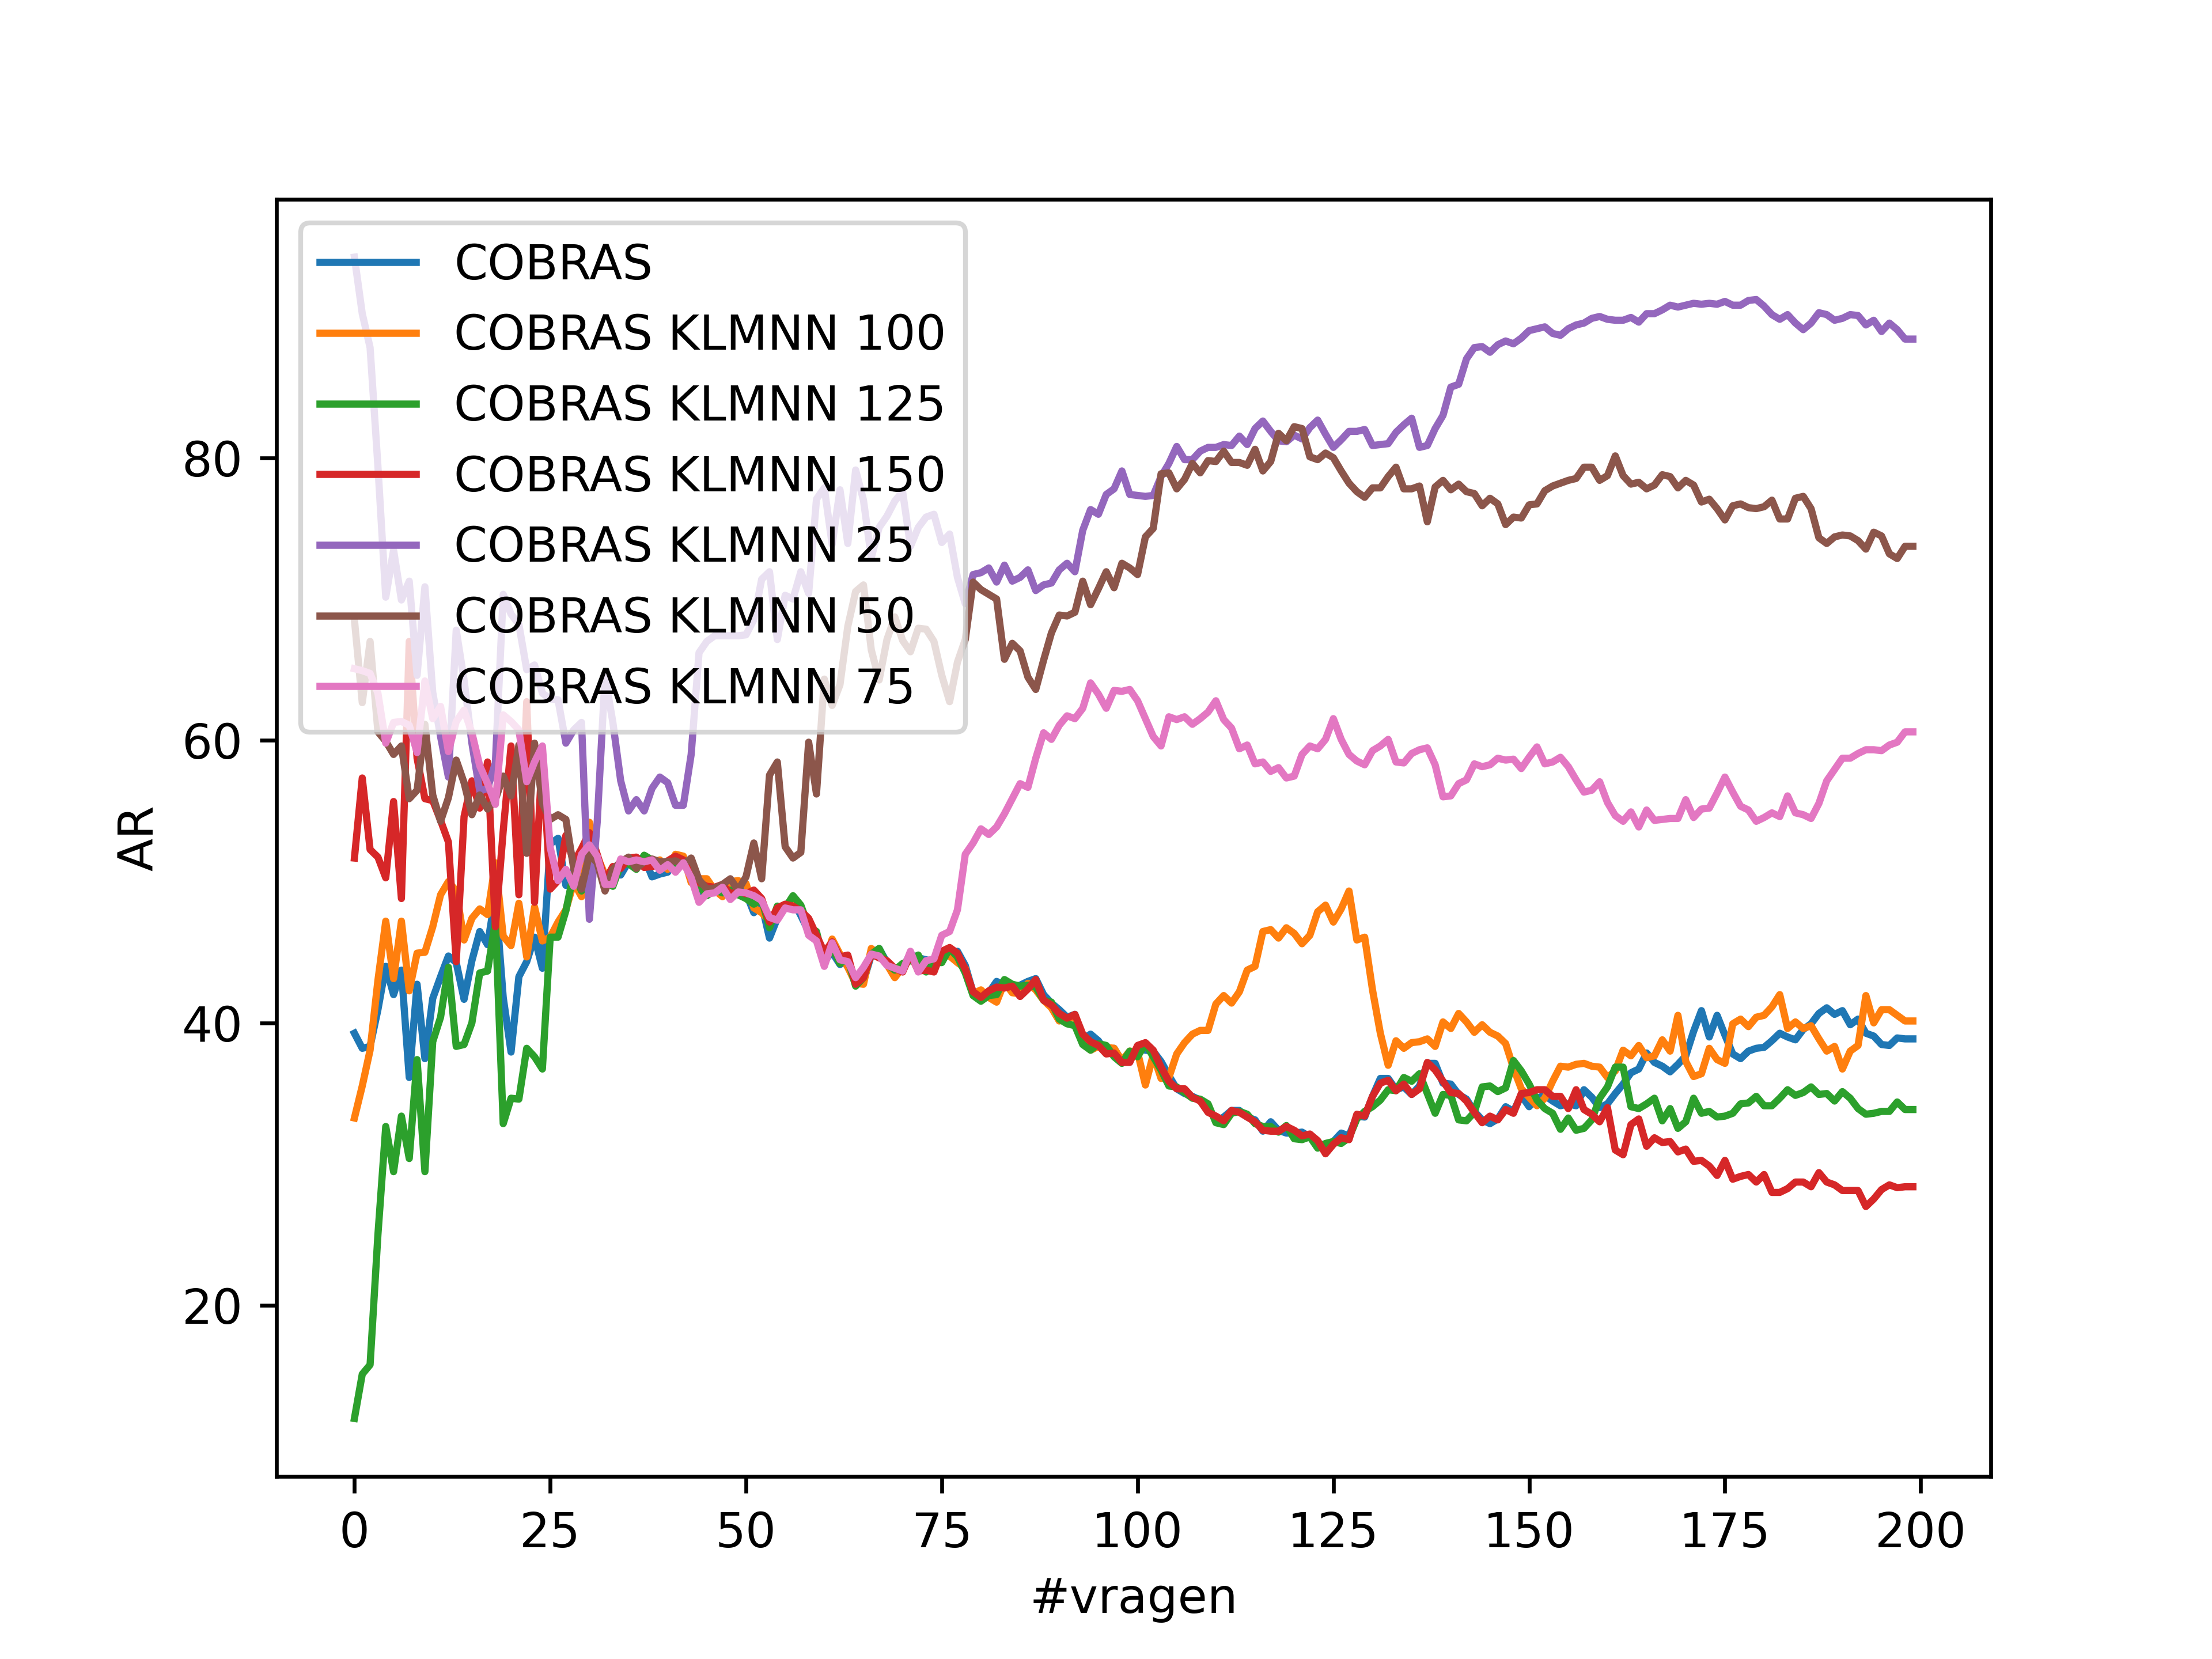 COBRAS
COBRAS KLMNN 100
COBRAS KLMNN 125
COBRAS KLMNN 150
COBRAS KLMNN 25
COBRAS KLMNN 50
COBRAS KLMNN 75
80
60
40
20
AR
0 25 50 75 100 125 150 175 200
#vragen